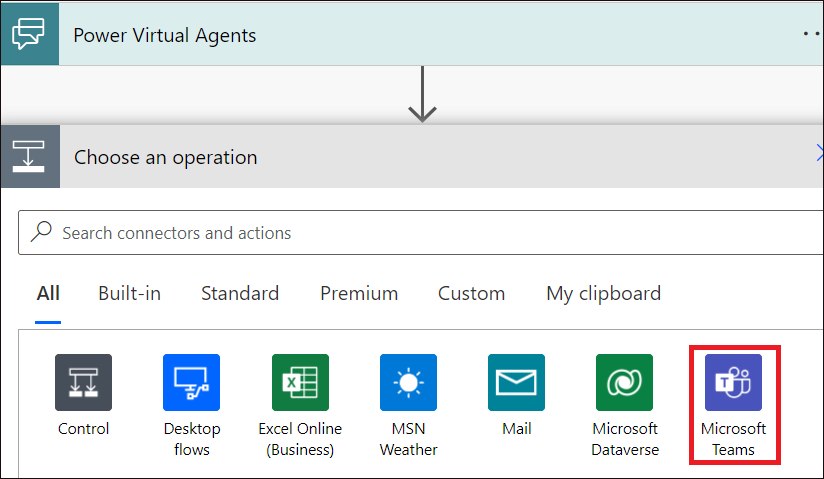 Power Virtual Agents
Choose an operation
Search connectors and actions
All Built-in Standard Premium Custom My clipboard
Control
Desktop
flows
Excel Online
(Business)
MSN
Weather
Mail
Microsoft
Dataverse
Microsoft
Teams